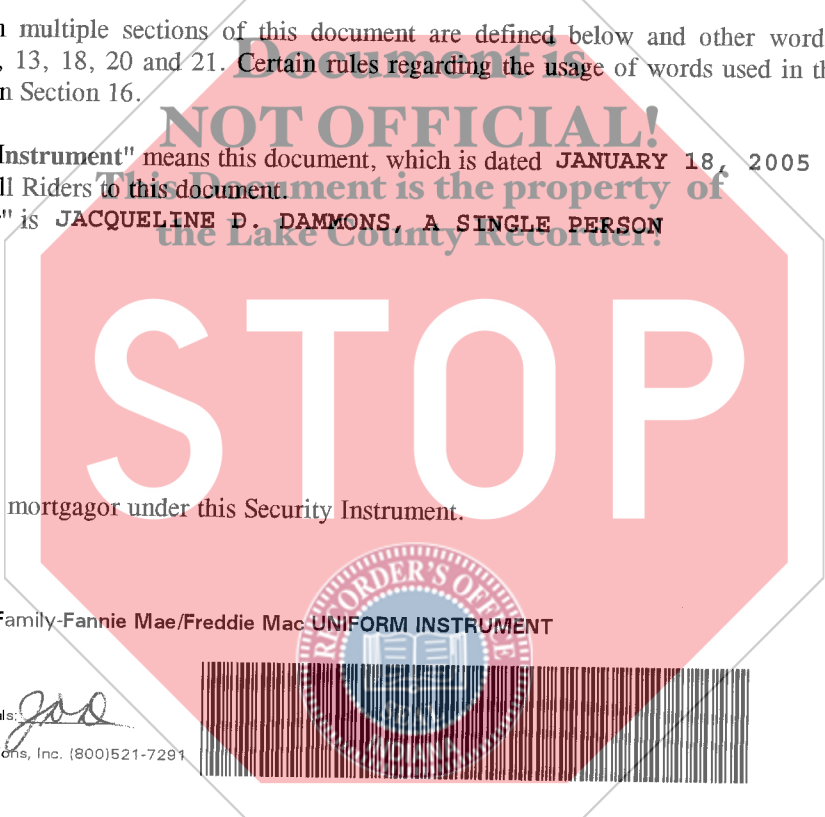 multiple sections of this document are defined below and other word
, 13, 18, 20 and 21. Certain rules regarding the usage of words used in th
n Section 16.
Document is
NOT OFFICIAL!
This Document is the property of
the Lake County Recorder!
Instrument" means this document, which is dated JANUARY 18, 2005
ll Riders to this document.
" is JACQUELINE D. DAMMONS, A SINGLE PERSON
STOP
mortgagor under this Security Instrument.
Family-Fannie Mae/Freddie Mac UNIFORM INSTRUMENT
RECORDER'S OFFICE
SEAL
INDIANA
ls: JDD
ons, Inc. (800)521-7291